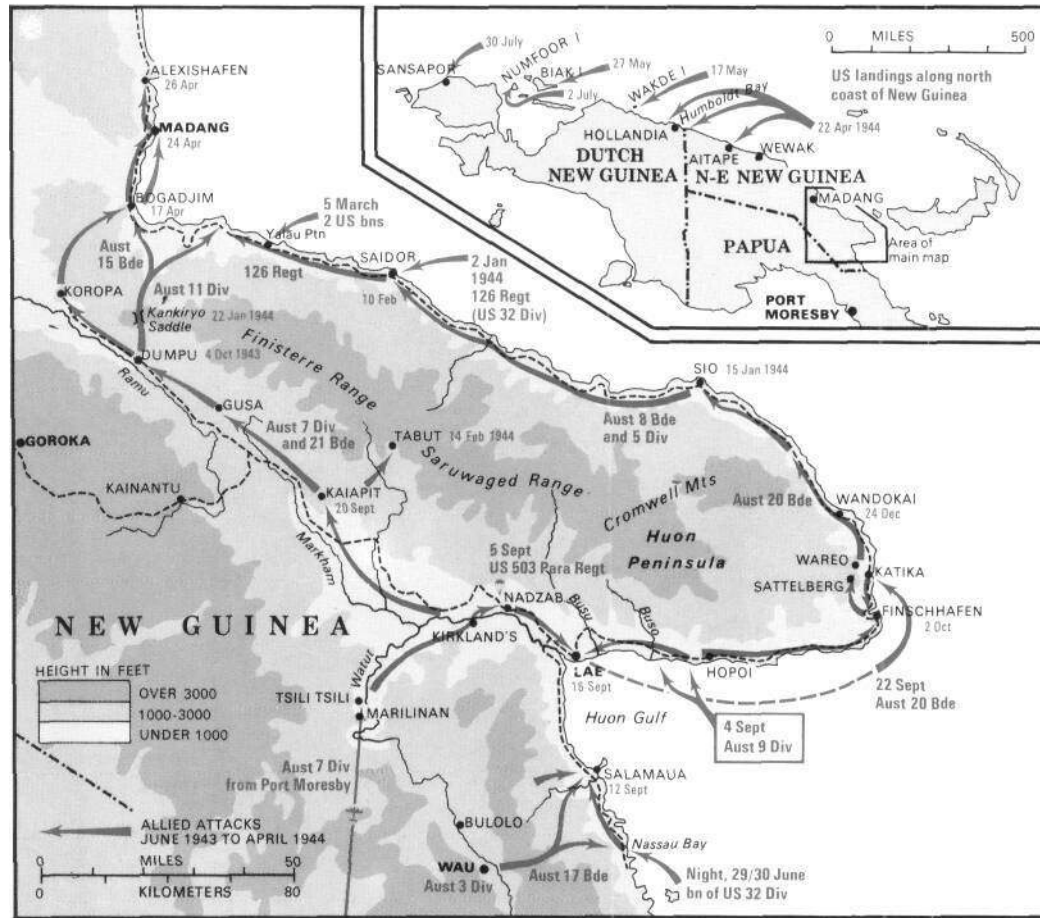 ALEXISHAFEN
26 Apr
MADANG
24 Apr
BOGADJIM
17 Apr
Aust
15 Bde
KOROPA
Aust 11 Div
Kankiryo
Saddle
22 Jan 1944
DUMPU 4 Oct 1943
Ramu
GUSA
GOROKA
KAINANTU
5 March
2 US bns
Yalau Ptn
126 Regt
SAIDOR
10 Feb
2 Jan
1944
126 Regt
(US 32 Div)
Finisterre Range
Aust 7 Div
and 21 Bde
TABUT 14 Feb 1944
KAIAPIT
20 Sept
Markham
Saruwaged Range
SIO 15 Jan 1944
Aust 8 Bde
and 5 Div
Cromwell Mts
Huon
Peninsula
Aust 20 Bde
WANDOKAI
24 Dec
WAREO
KATIKA
SATTELBERG
FINSCHHAFEN
2 Oct
5 Sept
US 503 Para Regt
NADZAB
KIRKLAND'S
Busu
Buso
LAE
16 Sept
HOPOI
22 Sept
Aust 20 Bde
4 Sept
Aust 9 Div
Huon Gulf
NEW GUINEA
Watut
TSILI TSILI
MARILINAN
Aust 7 Div
from Port Moresby
SALAMAUA
12 Sept
BULOLO
WAU
Aust 3 Div
Aust 17 Bde
Nassau Bay
Night, 29/30 June
bn of US 32 Div
HEIGHT IN FEET
OVER 3000
1000-3000
UNDER 1000
ALLIED ATTACKS
JUNE 1943 TO APRIL 1944
0 MILES 50
0 KILOMETERS 80
0 MILES 500
US landings along north
coast of New Guinea
30 July
SANSAPOR
NUMFOOR I
BIAK I
27 May
2 July
WAKDE I
17 May
Humboldt Bay
22 Apr 1944
HOLLANDIA
AITAPE
WEWAK
DUTCH
NEW GUINEA
N-E NEW GUINEA
MADANG
PAPUA
Area of
main map
PORT
MORESBY